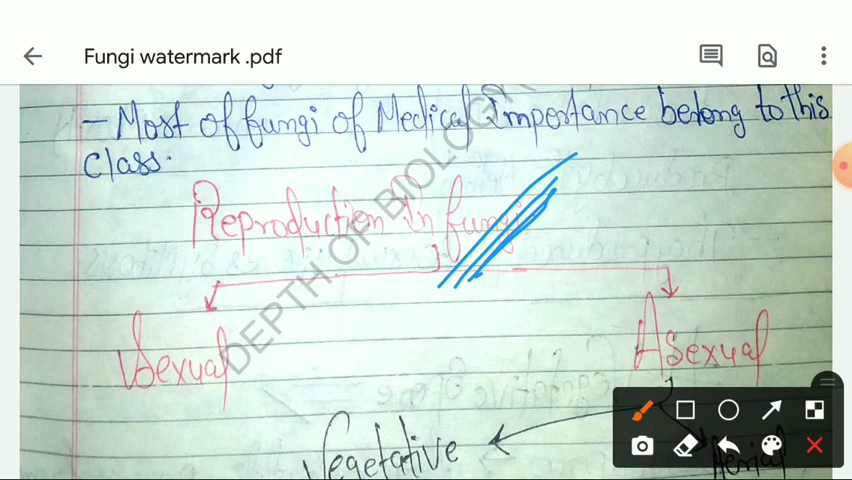 Fungi watermark .pdf
- Most of fungi of Medical Importance belong to this
Class.
Reproduction in fungi
Sexual
Asexual
Vegetative
Aerial
DEPTH OF BIOLOGY